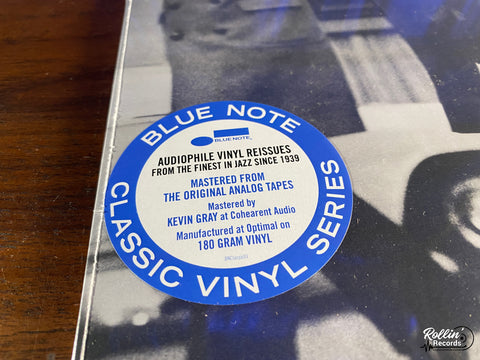 BLUE NOTE
BLUE NOTE.
AUDIOPHILE VINYL REISSUES
FROM THE FINEST IN JAZZ SINCE 1939
MASTERED FROM
THE ORIGINAL ANALOG TAPES
Mastered by
KEVIN GRAY at Cohearent Audio
Manufactured at Optimal on
180 GRAM VINYL
CLASSIC VINYL SERIES
Rollin'
Records